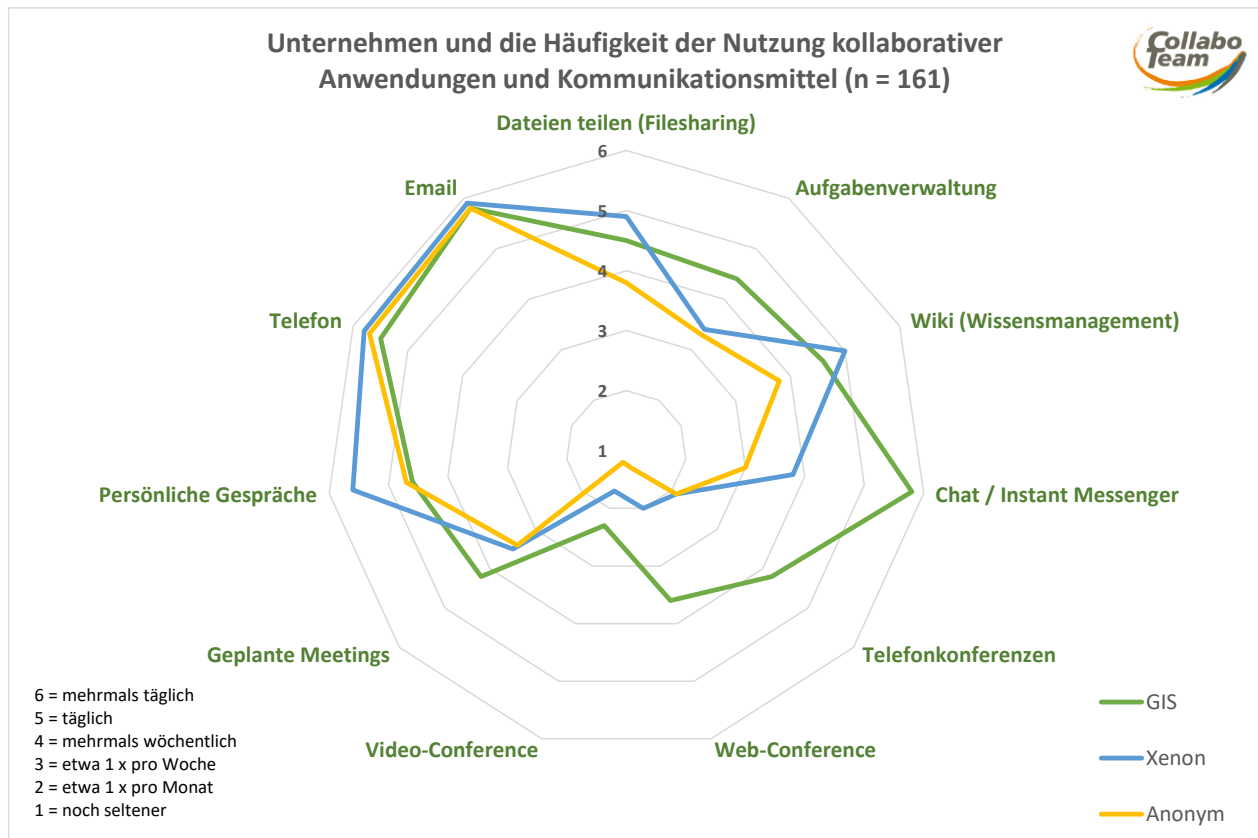 Unternehmen und die Häufigkeit der Nutzung kollaborativer
Anwendungen und Kommunikationsmittel (n = 161)
Collabo
Team
Dateien teilen (Filesharing)
6
Email
Aufgabenverwaltung
5
4
Telefon
Wiki (Wissensmanagement)
3
2
1
Persönliche Gespräche
Chat / Instant Messenger
Geplante Meetings
Telefonkonferenzen
Video-Conference
Web-Conference
6 = mehrmals täglich
5 = täglich
4 = mehrmals wöchentlich
3 = etwa 1 x pro Woche
2 = etwa 1 x pro Monat
1 = noch seltener
GIS
Xenon
Anonym